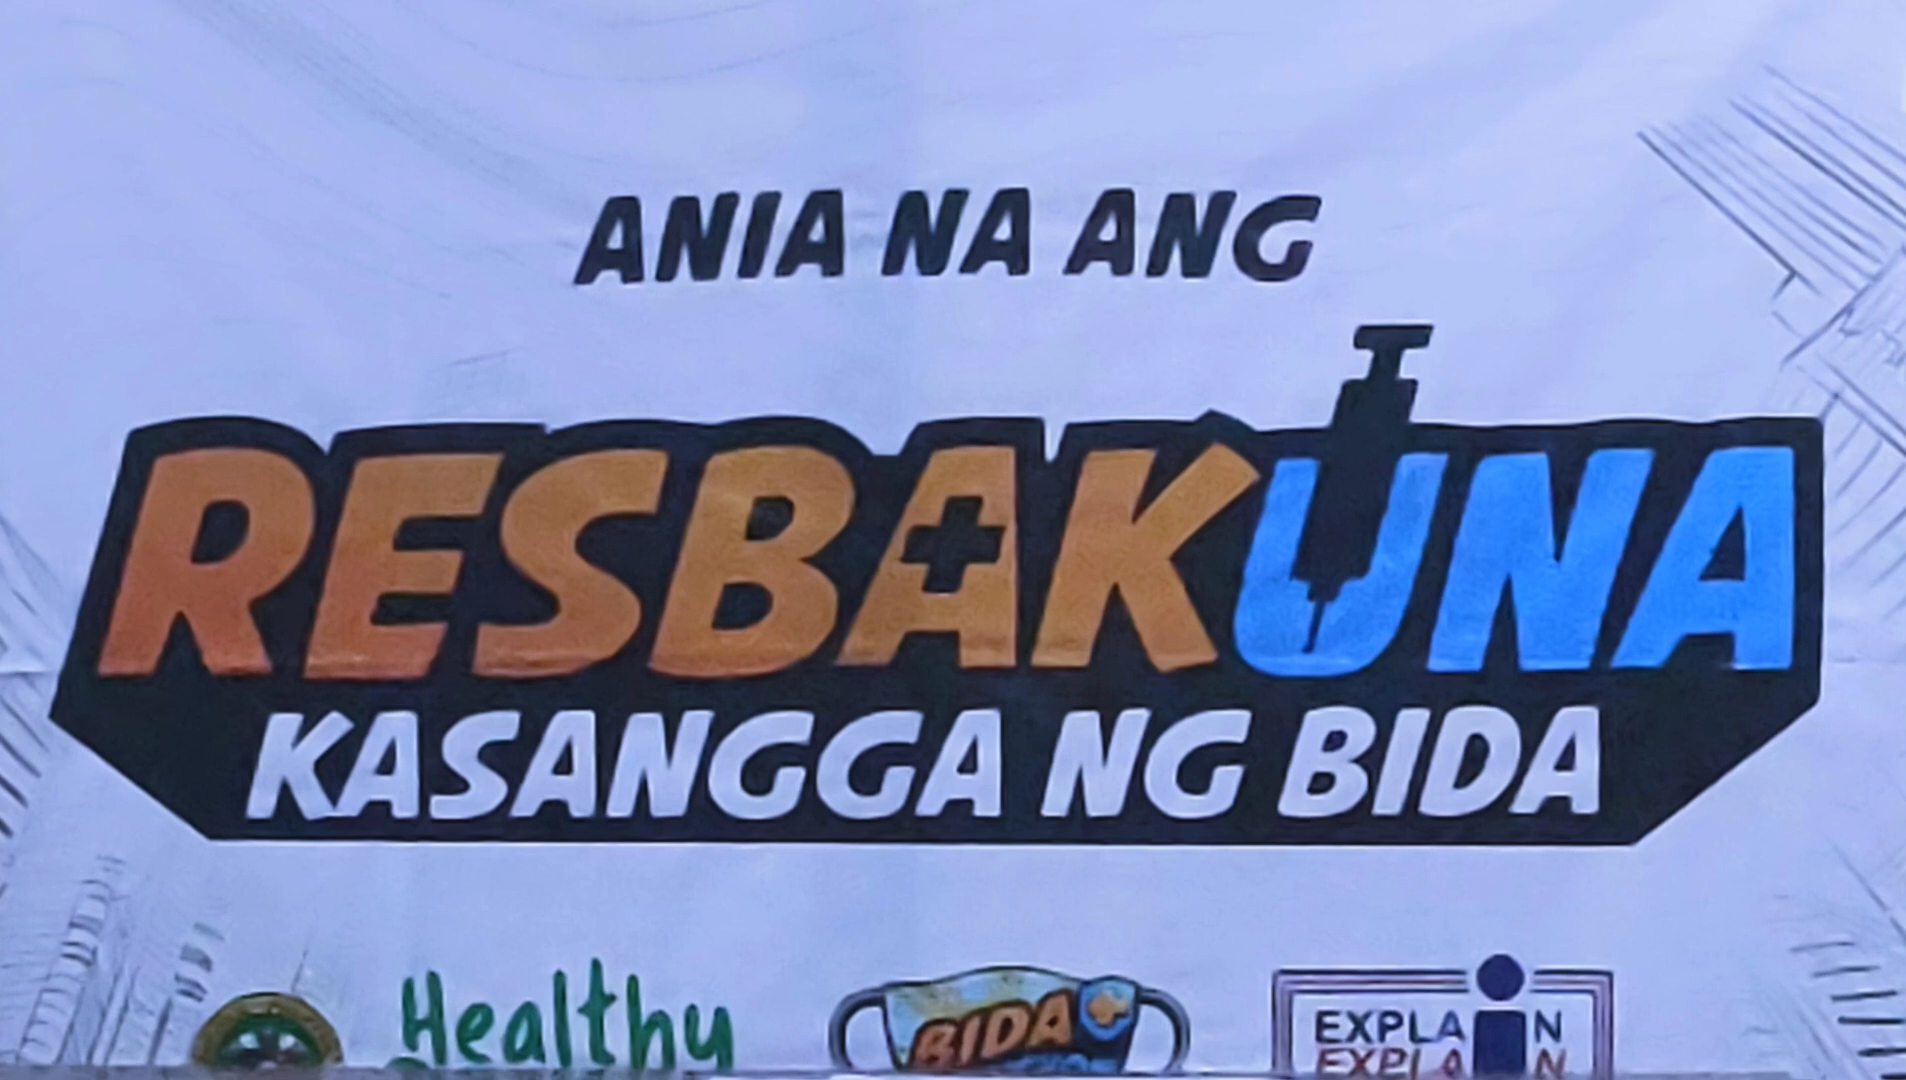 ANIA NA ANG
RESBAKUNA
KASANGGA NG BIDA
Healthy
BIDA
EXPLAIN
EXPLAIN